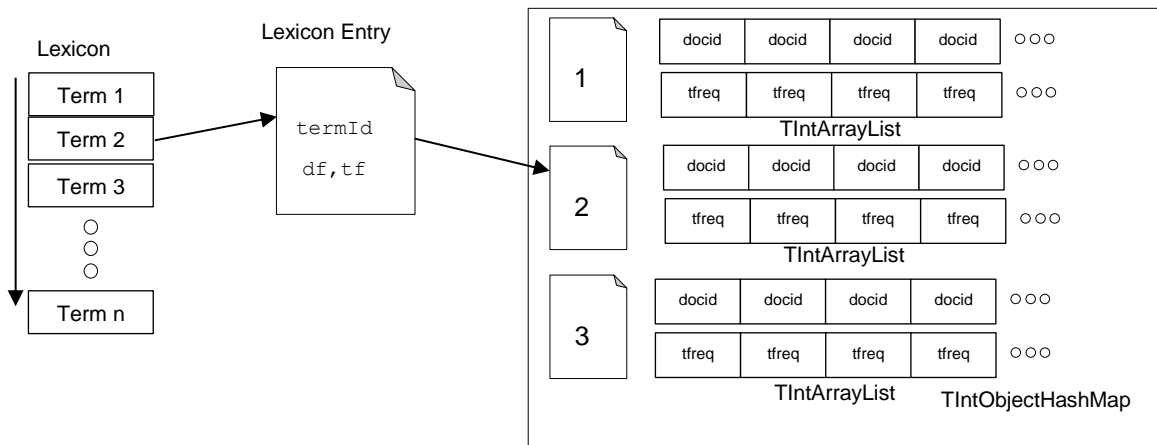 Lexicon
Term 1
Term 2
Term 3
Term n
Lexicon Entry
termId
df,tf
1
docid docid docid docid
tfreq tfreq tfreq tfreq
TIntArrayList
2
docid docid docid docid
tfreq tfreq tfreq tfreq
TIntArrayList
3
docid docid docid docid
tfreq tfreq tfreq tfreq
TIntArrayList
TIntObjectHashMap